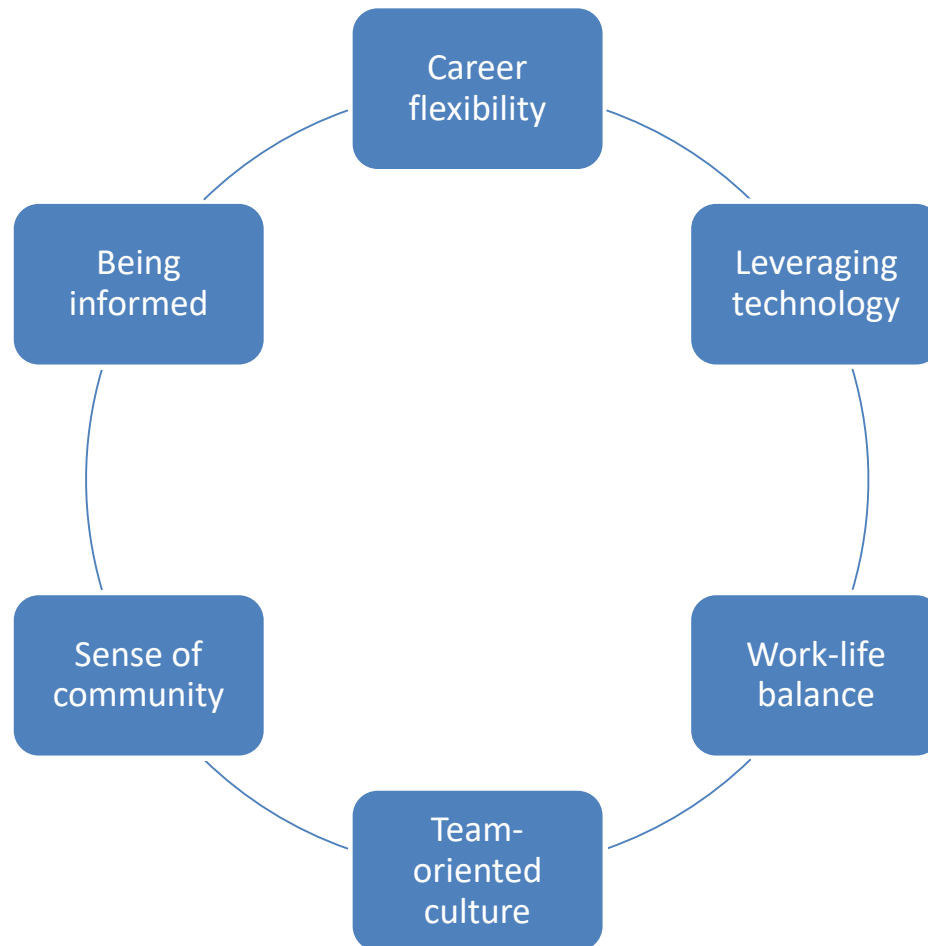 Career
flexibility
Leveraging
technology
Work-life
balance
Team-
oriented
culture
Sense of
community
Being
informed